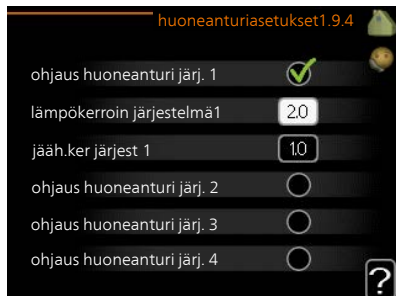 huoneanturiasetukset1.9.4
ohjaus huoneanturi järj. 1
lämpökerroin järjestelmä1 2.0
jääh.ker järjest 1 1.0
ohjaus huoneanturi järj. 2
ohjaus huoneanturi järj. 3
ohjaus huoneanturi järj. 4
?